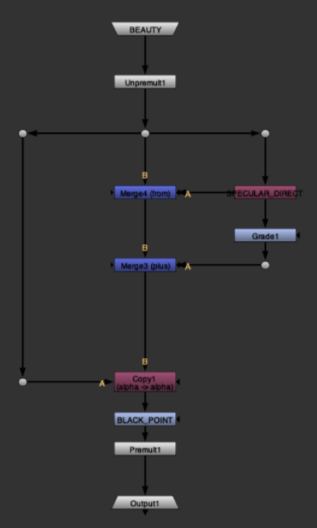 BEAUTY
Unpremult1
B
Merge4 (from)
A
SPECULAR_DIRECT
Grade1
B
Merge3 (plus)
A
B
A
Copy1
(alpha -> alpha)
BLACK_POINT
Premult1
Output1